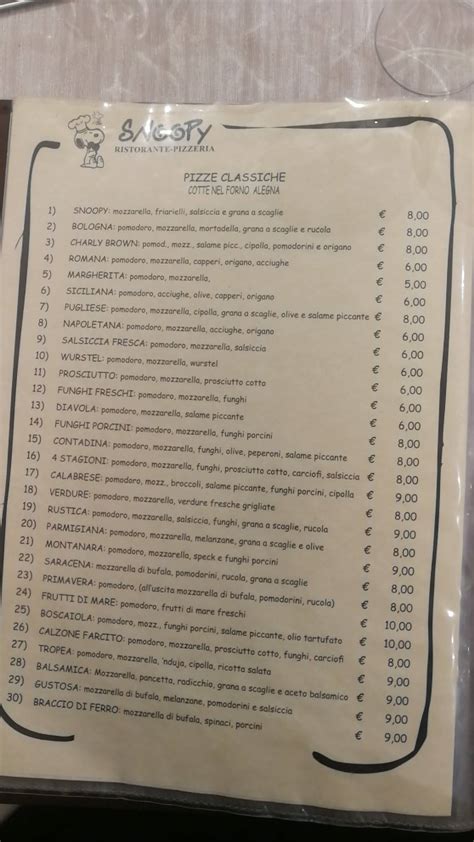 SNOOPY
RISTORANTE-PIZZERIA
PIZZE CLASSICHE
COTTE NEL FORNO ALEGNA
1) SNOOPY: mozzarella, friarielli, salsiccia e grana a scaglie € 8,00
2) BOLOGNA: pomodoro, mozzarella, mortadella, grana a scaglie e rucola € 8,00
3) CHARLY BROWN: pomod., mozz., salame picc., cipolla, pomodorini e origano € 8,00
4) ROMANA: pomodoro, mozzarella, capperi, origano, acciughe € 6,00
5) MARGHERITA: pomodoro, mozzarella, € 5,00
6) SICILIANA: pomodoro, acciughe, olive, capperi, origano € 6,00
7) PUGLIESE: pomodoro, mozzarella, cipolla, grana a scaglie, olive e salame piccante € 8,00
8) NAPOLETANA: pomodoro, mozzarella, acciughe, origano € 6,00
9) SALSICCIA FRESCA: pomodoro, mozzarella, salsiccia € 6,00
10) WURSTEL: pomodoro, mozzarella, wurstel € 6,00
11) PROSCIUTTO: pomodoro, mozzarella, prosciutto cotto € 6,00
12) FUNGHI FRESCHI: pomodoro, mozzarella, funghi € 6,00
13) DIAVOLA: pomodoro, mozzarella, salame piccante € 6,00
14) FUNGHI PORCINI: pomodoro, mozzarella, funghi porcini € 8,00
15) CONTADINA: pomodoro, mozzarella, funghi, olive, peperoni, salame piccante € 8,00
16) 4 STAGIONI: pomodoro, mozzarella, funghi, prosciutto cotto, carciofi, salsiccia € 8,00
17) CALABRESE: pomodoro, mozz., broccoli, salame piccante, funghi porcini, cipolla € 9,00
18) VERDURE: pomodoro, mozzarella, verdure fresche grigliate € 8,00
19) RUSTICA: pomodoro, mozzarella, salsiccia, funghi, grana a scaglie, rucola € 9,00
20) PARMIGIANA: pomodoro, mozzarella, melanzane, grana a scaglie e olive € 8,00
21) MONTANARA: pomodoro, mozzarella, speck e funghi porcini € 9,00
22) SARACENA: mozzarella di bufala, pomodorini, rucola, grana a scaglie € 9,00
23) PRIMAVERA: pomodoro, (all'uscita mozzarella di bufala, pomodorini, rucola) € 8,00
24) FRUTTI DI MARE: pomodoro, frutti di mare freschi € 10,00
25) BOSCAIOLA: pomodoro, mozz., funghi porcini, salame piccante, olio tartufato € 10,00
26) CALZONE FARCITO: pomodoro, mozzarella, prosciutto cotto, funghi, carciofi € 8,00
27) TROPEA: pomodoro, mozzarella, 'nduja, cipolla, ricotta salata € 9,00
28) BALSAMICA: Mozzarella, pancetta, radicchio, grana a scaglie e aceto balsamico € 9,00
29) GUSTOSA: mozzarella di bufala, melanzane, pomodorini e salsiccia € 9,00
30) BRACCIO DI FERRO: mozzarella di bufala, spinaci, porcini € 9,00